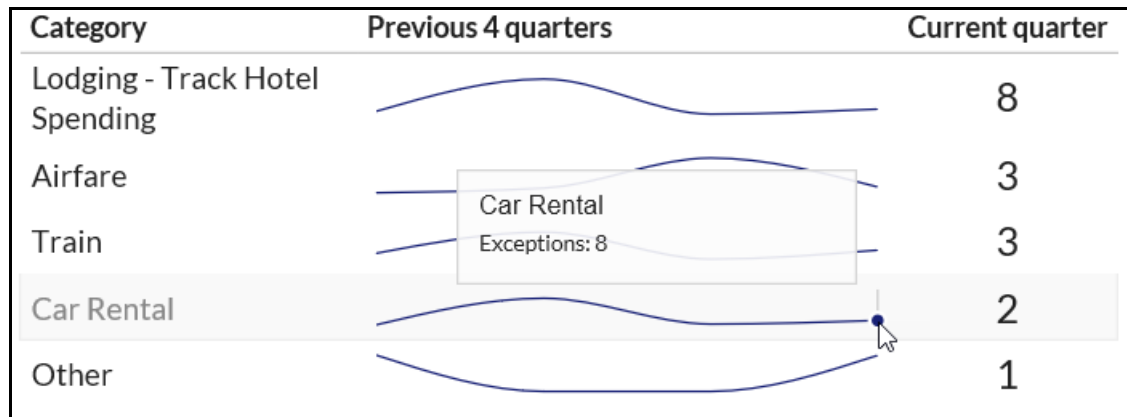 Category Previous 4 quarters Current quarter
Lodging - Track Hotel
Spending
8
Airfare 3
Car Rental
Exceptions: 8
Train 3
Car Rental 2
Other 1